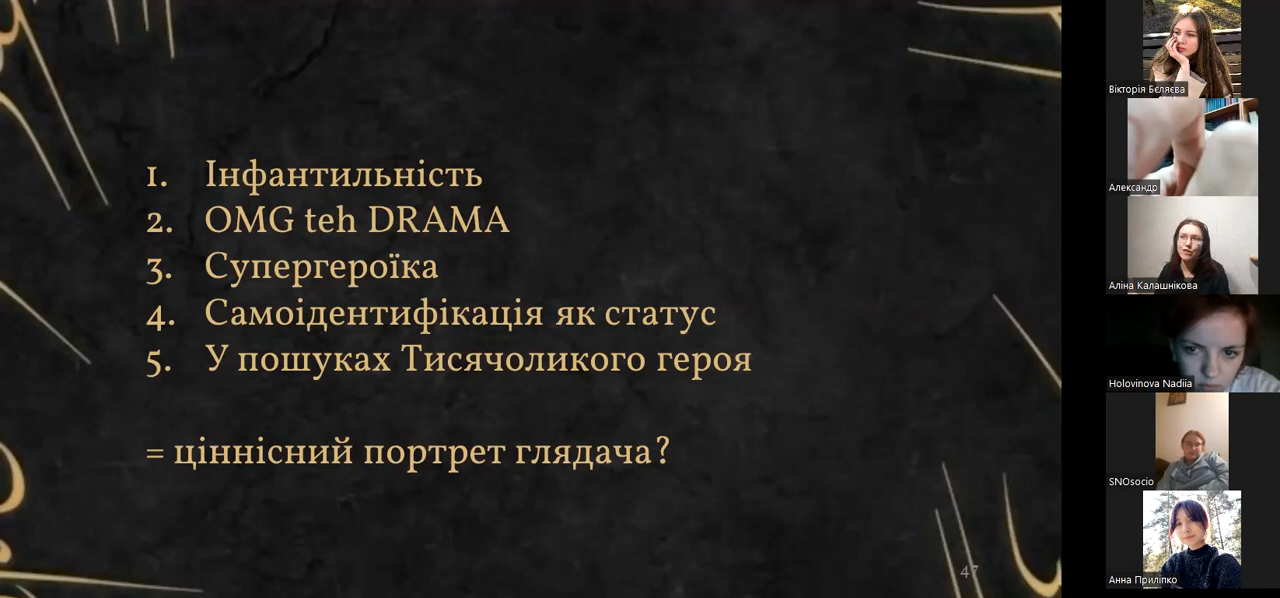 1. Інфантильність
2. OMG teh DRAMA
3. Супергероїка
4. Самоідентифікація як статус
5. У пошуках Тисячоликого героя
= ціннісний портрет глядача?
47
Вікторія Бєляєва
Александр
Аліна Калашнікова
Holovinova Nadiia
SNOsocio
Анна Приліпко